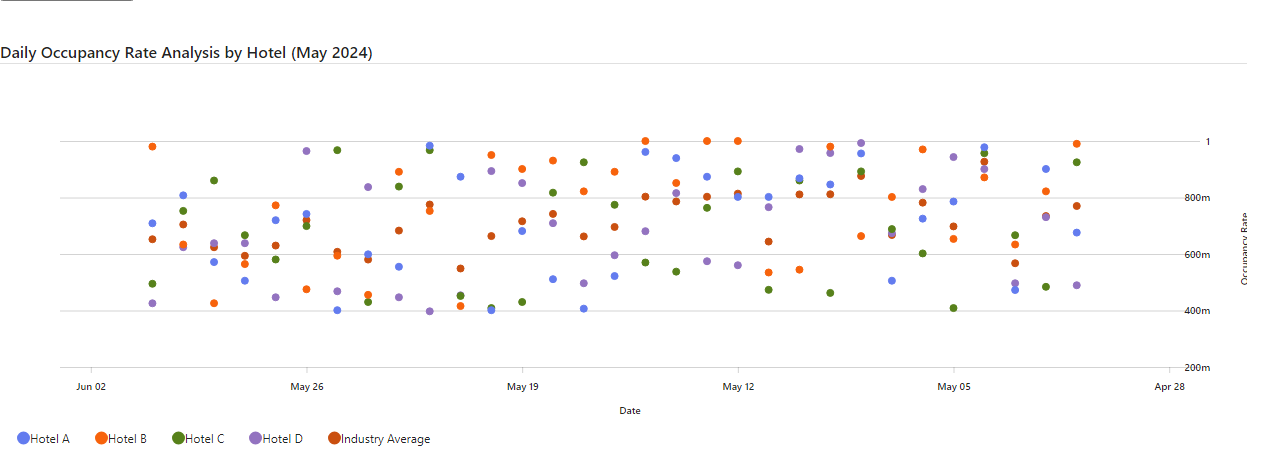 Daily Occupancy Rate Analysis by Hotel (May 2024)
1
800m
600m
400m
200m
Occupancy Rate
Jun 02
May 26
May 19
May 12
May 05
Apr 28
Date
Hotel A
Hotel B
Hotel C
Hotel D
Industry Average